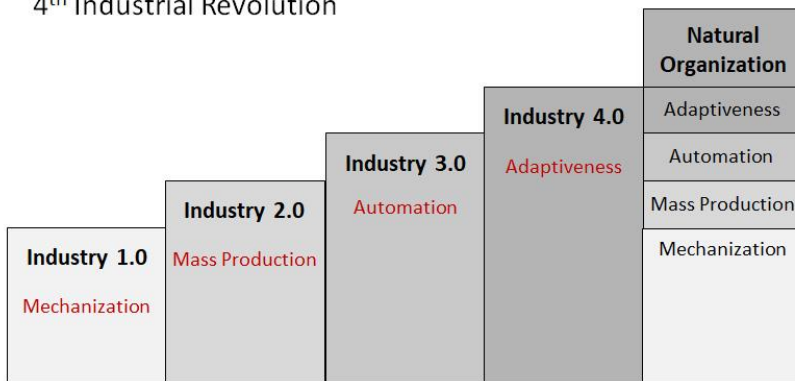 4th Industrial Revolution
Natural
Organization
Industry 4.0
Adaptiveness
Adaptiveness
Industry 3.0
Automation
Automation
Industry 2.0
Mass Production
Mass Production
Industry 1.0
Mechanization
Mechanization